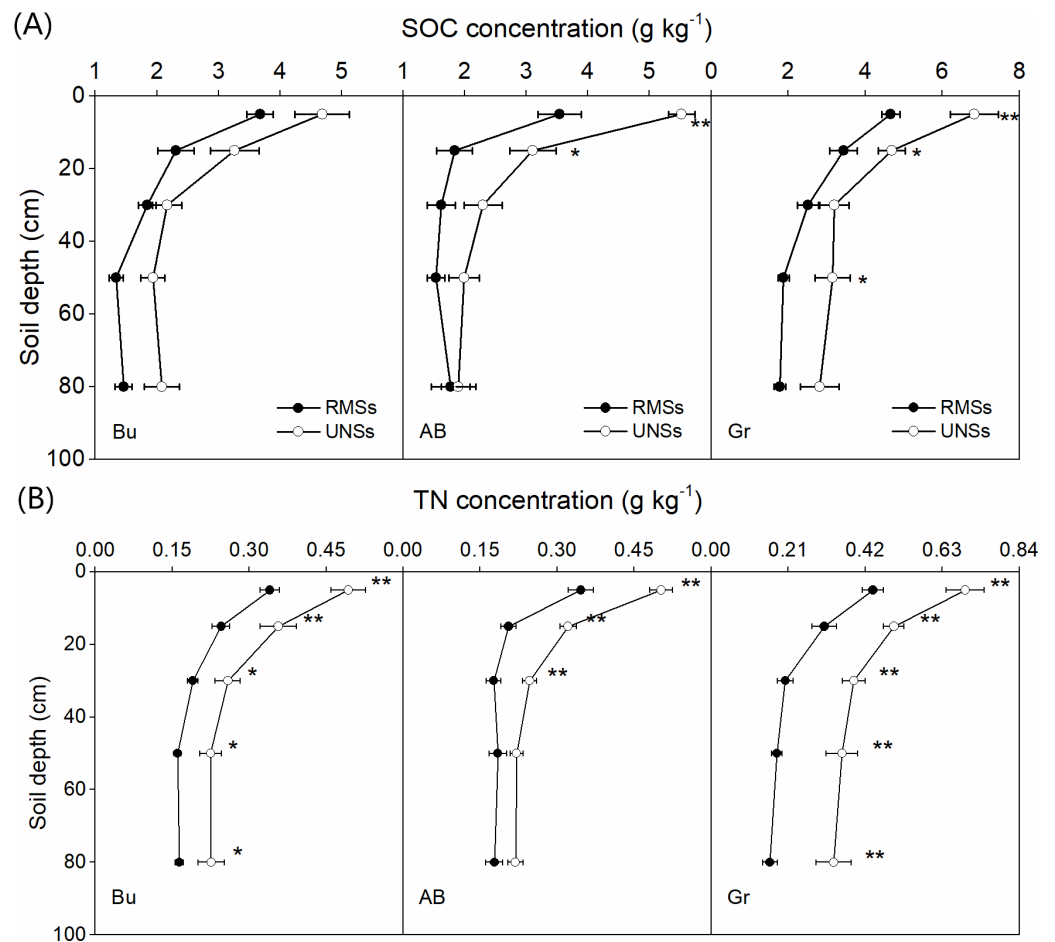 (A)
SOC concentration (g kg⁻¹)
1 2 3 4 5 1 2 3 4 5 0 2 4 6 8
0
**
**
*
*
20
40
*
60
80
RMSs RMSs RMSs
UNSs UNSs UNSs
Bu AB Gr
100
Soil depth (cm)
(B)
TN concentration (g kg⁻¹)
0.00 0.15 0.30 0.45 0.00 0.15 0.30 0.45 0.00 0.21 0.42 0.63 0.84
0
** ** **
** ** **
20
* ** **
40
* **
60
80
* **
Bu AB Gr
100
Soil depth (cm)